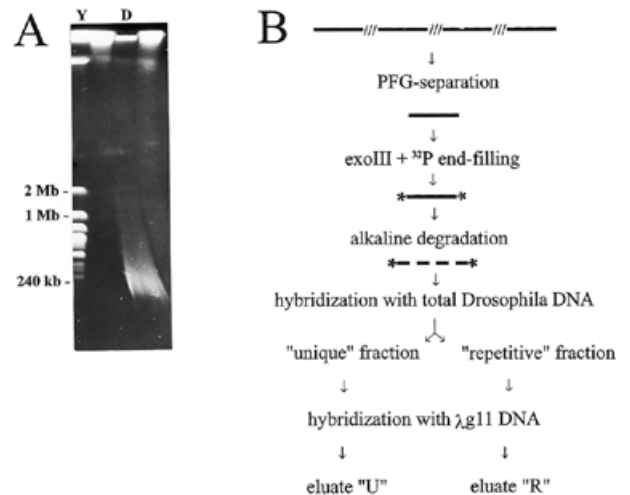 A
Y D
2 Mb -
1 Mb -
240 kb -
B
///  ///  ///
↓
PFG-separation
↓
exoIII + ³²P end-filling
↓
* *
↓
alkaline degradation
* *
↓
hybridization with total Drosophila DNA
"unique" fraction "repetitive" fraction
↓ ↓
hybridization with λg11 DNA
↓ ↓
eluate "U" eluate "R"